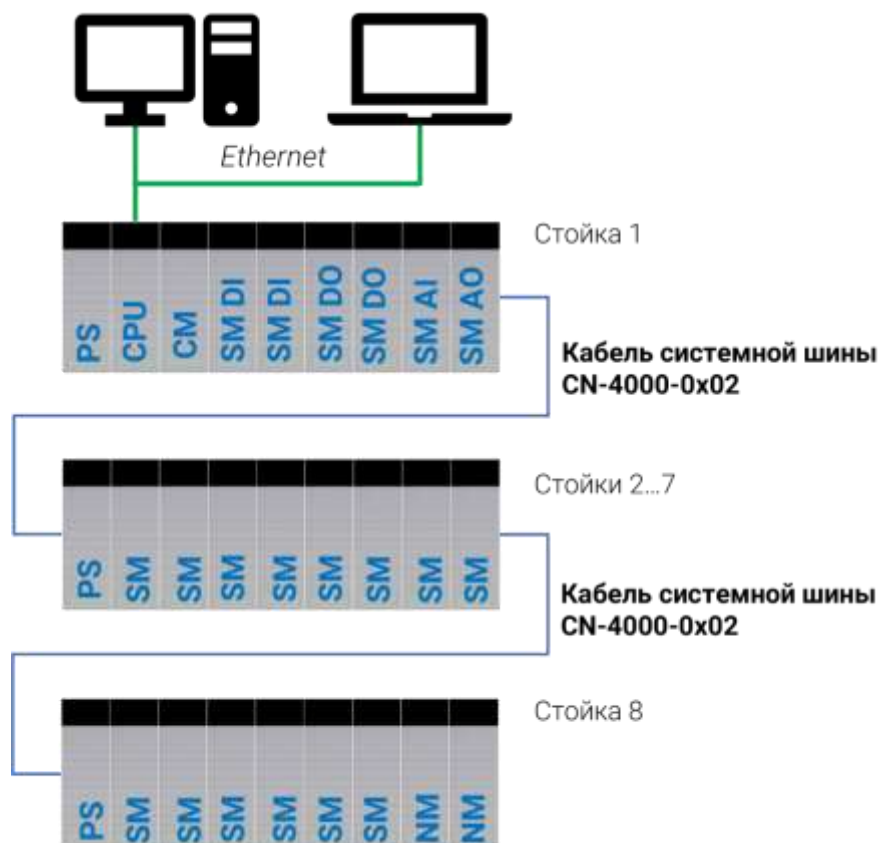 Ethernet
Стойка 1
PS CPU CM SM DI SM DI SM DO SM DO SM AI SM AO
Кабель системной шины
CN-4000-0x02
Стойки 2...7
PS SM SM SM SM SM SM SM SM
Кабель системной шины
CN-4000-0x02
Стойка 8
PS SM SM SM SM SM SM NM NM